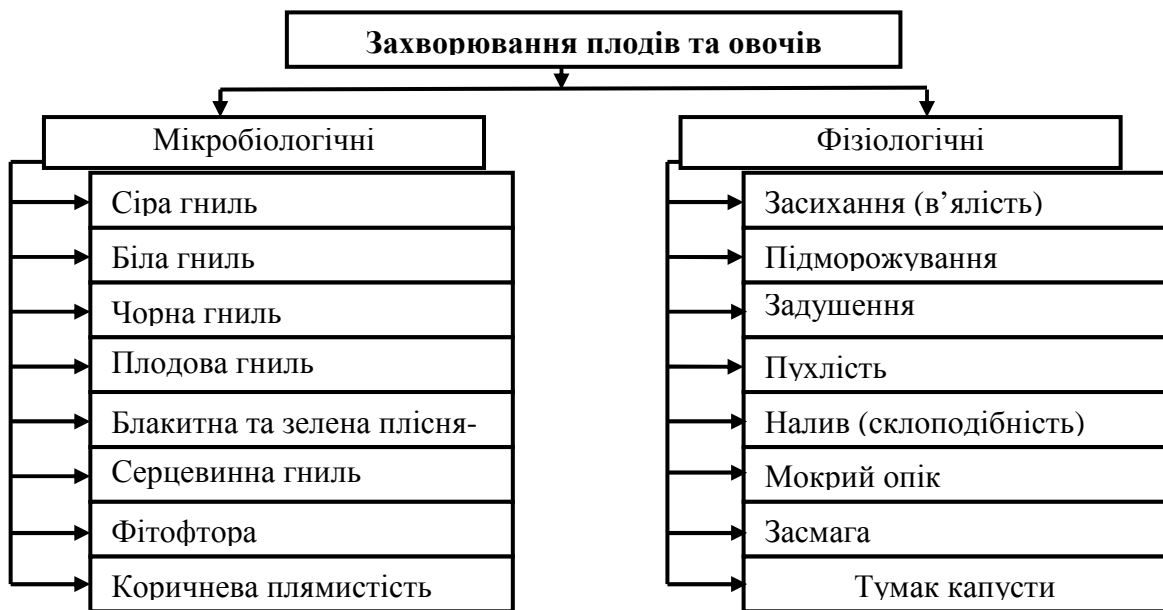 Захворювання плодів та овочів
Мікробіологічні
Сіра гниль
Біла гниль
Чорна гниль
Плодова гниль
Блакитна та зелена плісня-
Серцевинна гниль
Фітофтора
Коричнева плямистість
Фізіологічні
Засихання (в’ялість)
Підморожування
Задушення
Пухлість
Налив (склоподібність)
Мокрий опік
Засмага
Тумак капусти